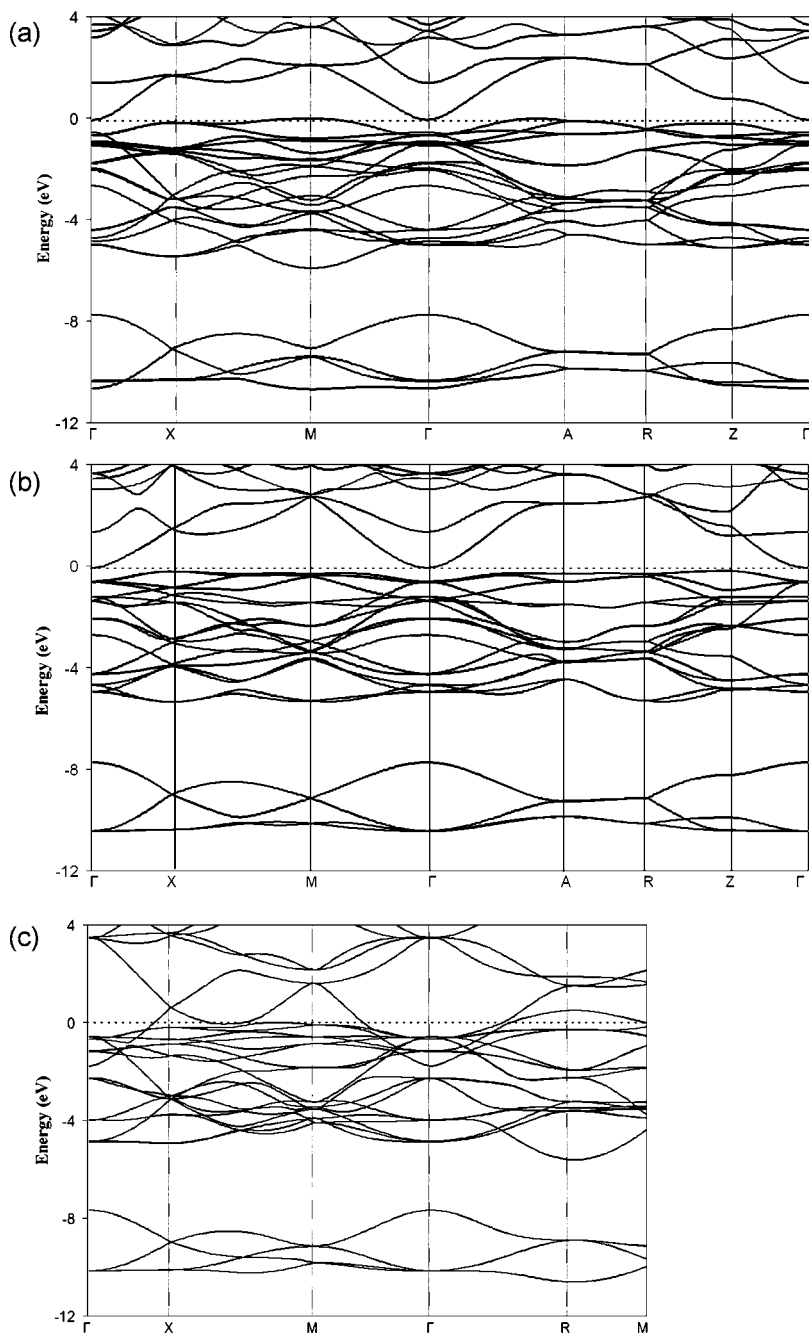 (a)
4
0
-4
-8
-12
Energy (eV)
Γ X M Γ A R Z Γ
(b)
4
0
-4
-8
-12
Energy (eV)
Γ X M Γ A R Z Γ
(c)
4
0
-4
-8
-12
Energy (eV)
Γ X M Γ R M